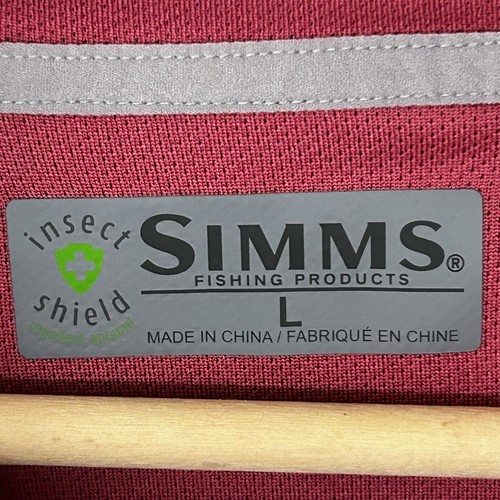 insect
shield
SIMMS®
FISHING PRODUCTS
L
MADE IN CHINA / FABRIQUÉ EN CHINE